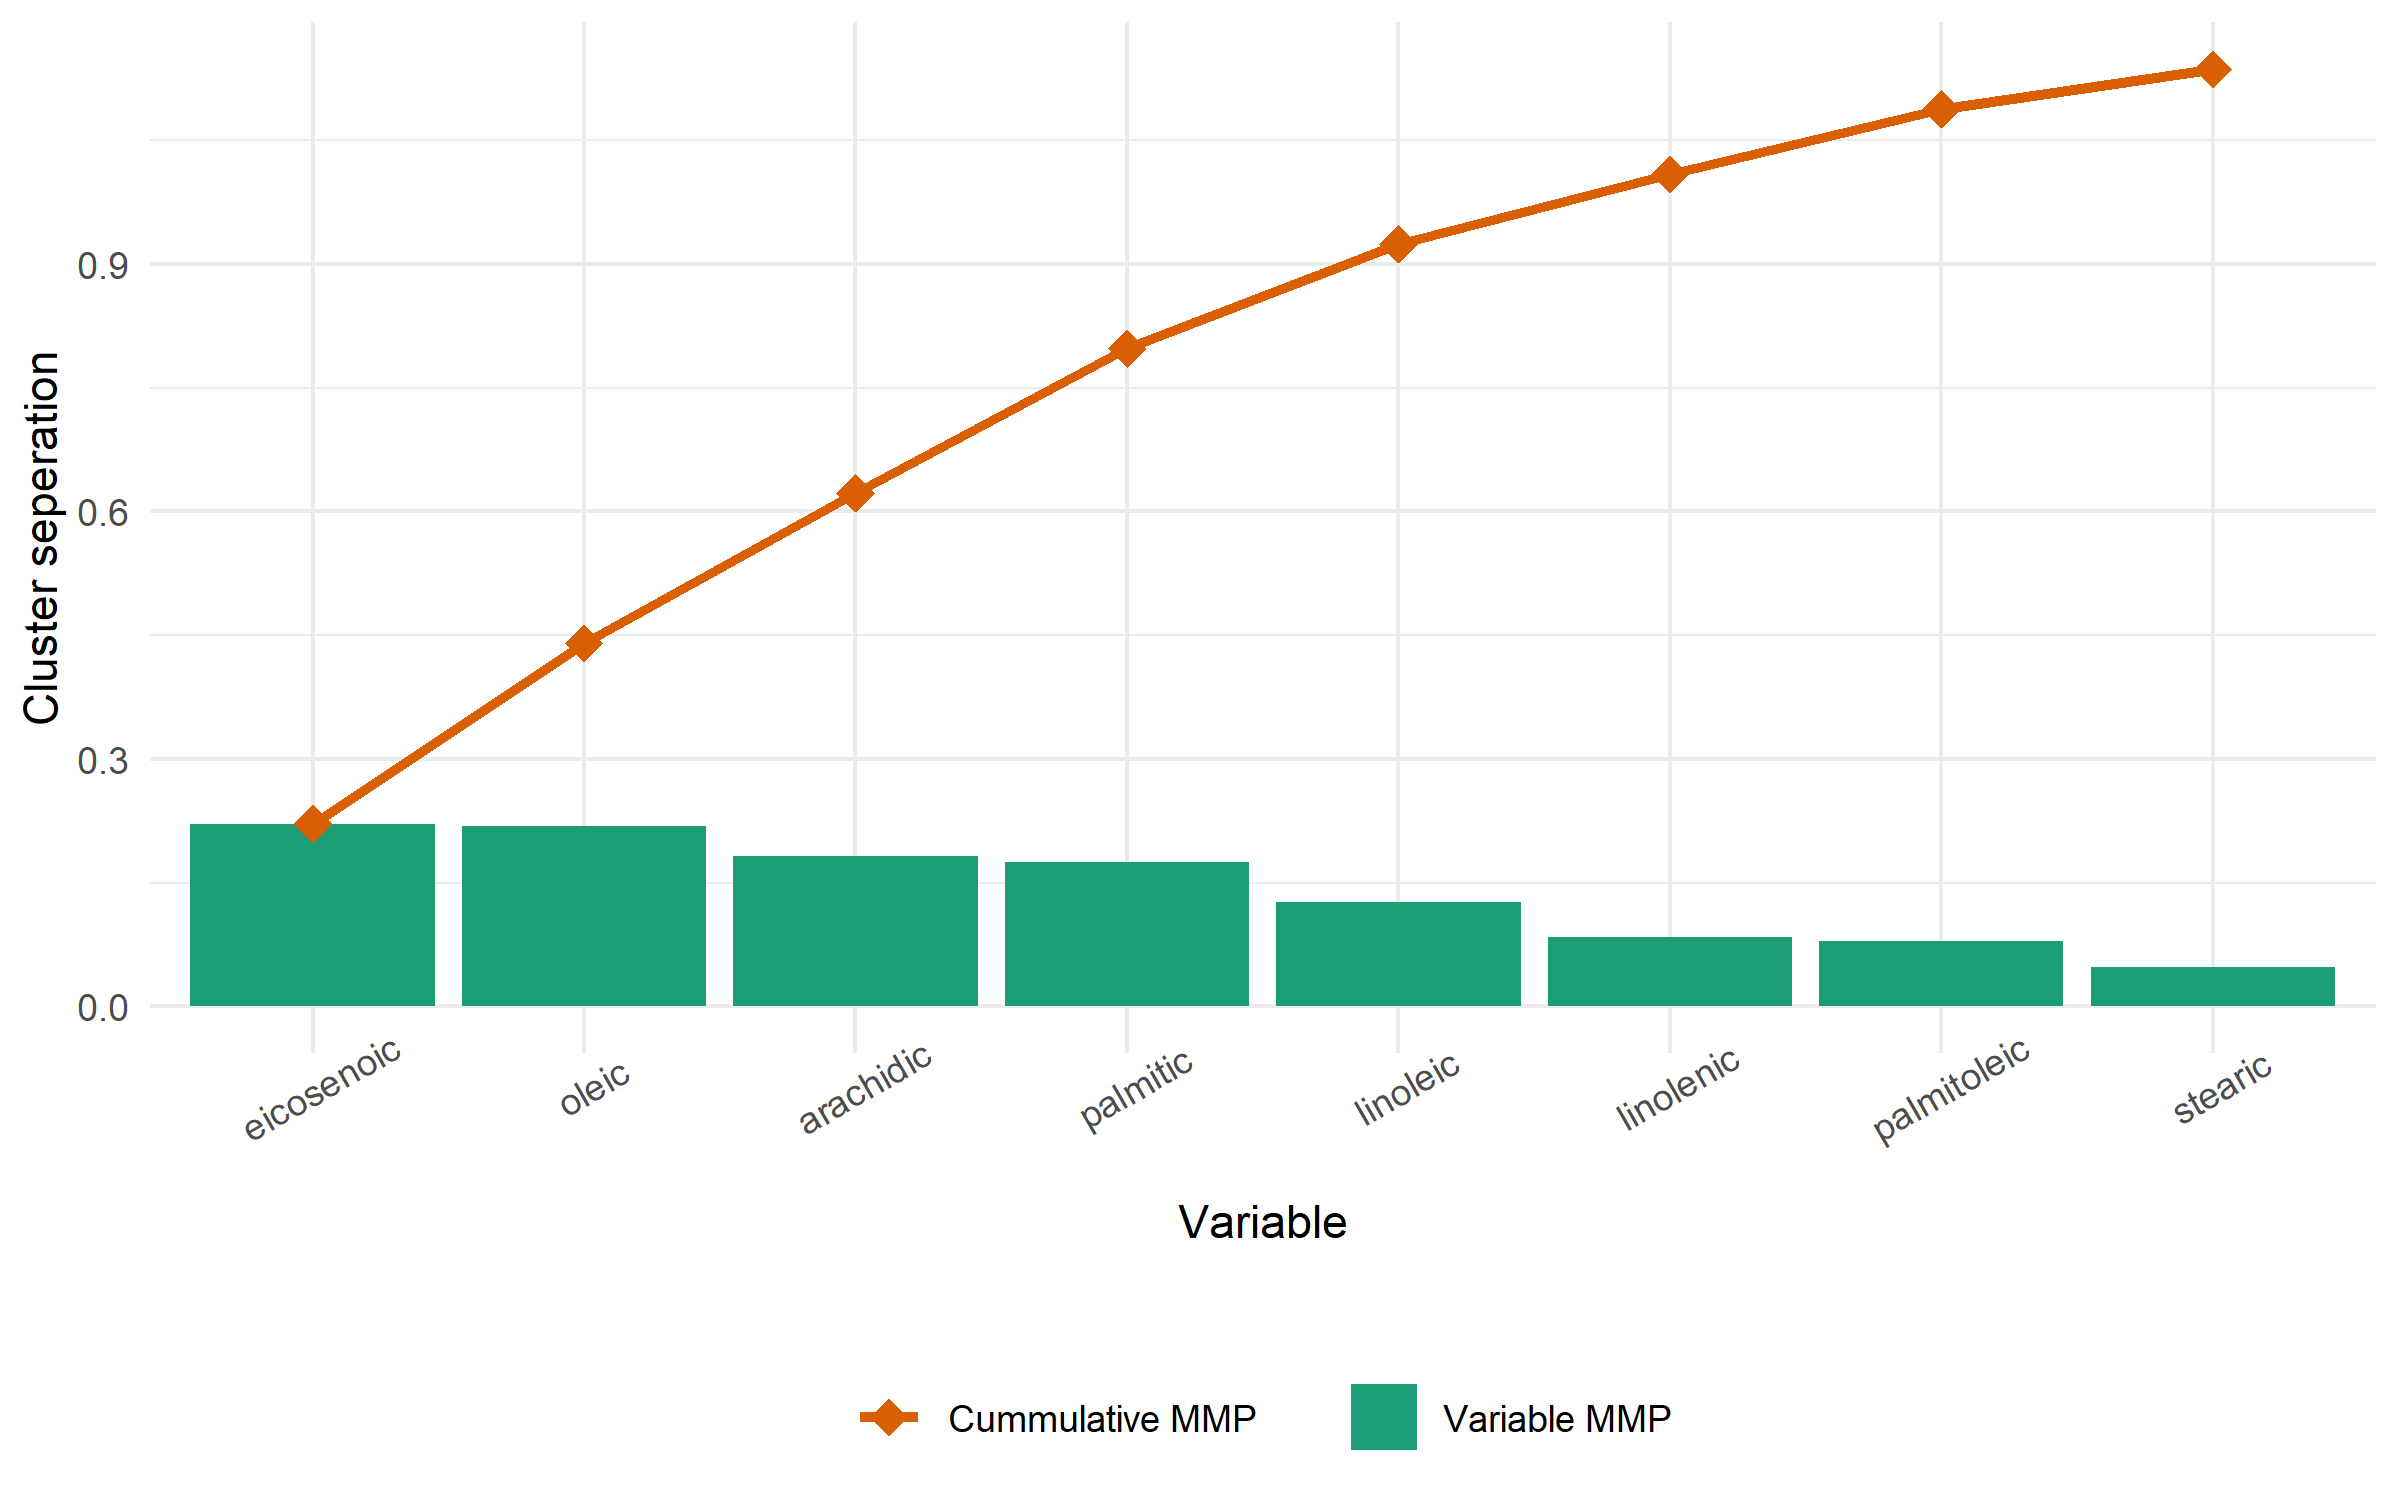 Cluster seperation
0.9
0.6
0.3
0.0
eicosenoic
oleic
arachidic
palmitic
linoleic
linolenic
palmitoleic
stearic
Variable
Cummulative MMP
Variable MMP